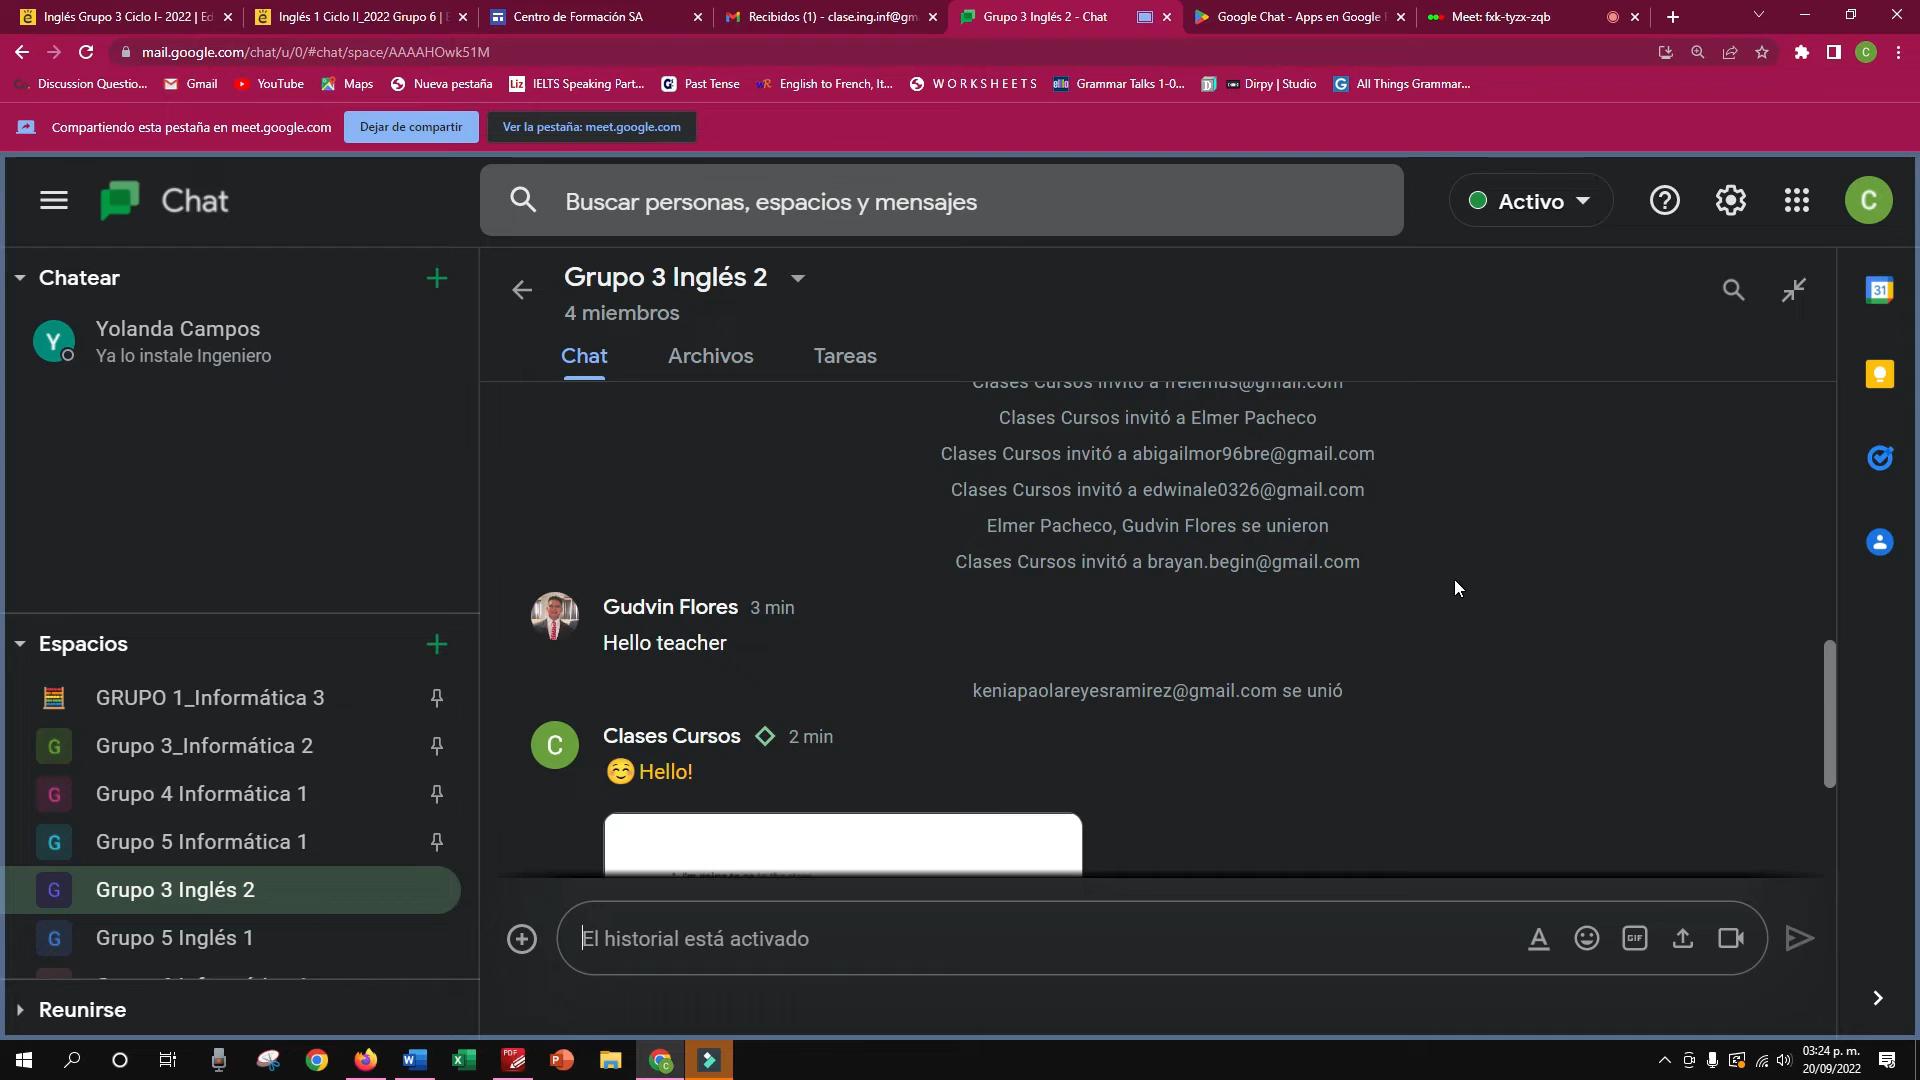 Inglés Grupo 3 Ciclo I- 2022 | Ed
Inglés 1 Ciclo II_2022 Grupo 6 | E
Centro de Formación SA
Recibidos (1) - clase.ing.inf@gm
Grupo 3 Inglés 2 - Chat
Google Chat - Apps en Google
Meet: fxk-tyzx-zqb
mail.google.com/chat/u/0/#chat/space/AAAAHOwk51M
C
Discussion Questio...
Gmail
YouTube
Maps
Nueva pestaña
Liz
IELTS Speaking Part...
Past Tense
English to French, It...
W O R K S H E E T S
Grammar Talks 1-0...
Dirpy | Studio
All Things Grammar...
Compartiendo esta pestaña en meet.google.com
Dejar de compartir
Ver la pestaña: meet.google.com
Chat
Buscar personas, espacios y mensajes
Activo
C
Chatear
Y
Yolanda Campos
Ya lo instale Ingeniero
Espacios
GRUPO 1_Informática 3
G
Grupo 3_Informática 2
G
Grupo 4 Informática 1
G
Grupo 5 Informática 1
G
Grupo 3 Inglés 2
G
Grupo 5 Inglés 1
Reunirse
Grupo 3 Inglés 2
4 miembros
Chat
Archivos
Tareas
31
Clases Cursos invitó a
Clases Cursos invitó a Elmer Pacheco
Clases Cursos invitó a abigailmor96bre@gmail.com
Clases Cursos invitó a edwinale0326@gmail.com
Elmer Pacheco, Gudvin Flores se unieron
Clases Cursos invitó a brayan.begin@gmail.com
Gudvin Flores 3 min
Hello teacher
keniapaolareyesramirez@gmail.com se unió
C
Clases Cursos 2 min
Hello!
El historial está activado
A
GIF
PDF
03:24 p. m.
20/09/2022